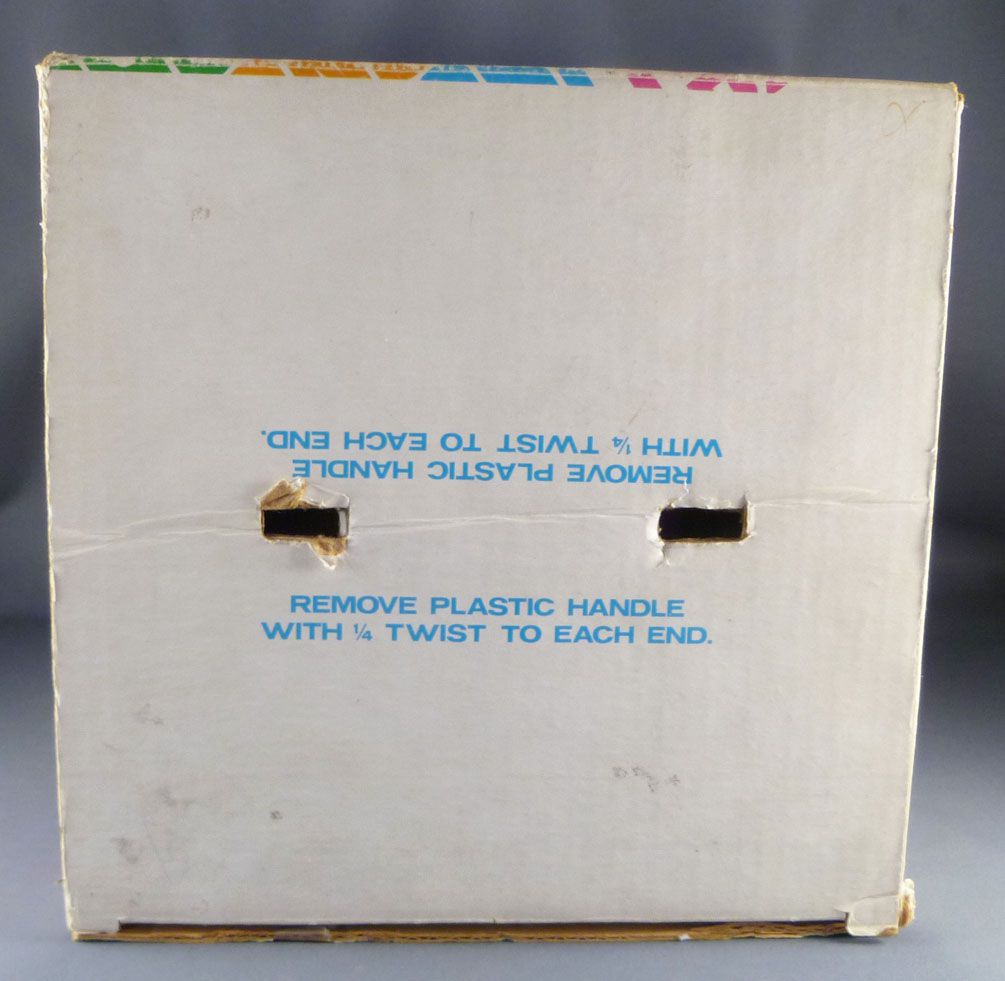 WITH ¼ TWIST TO EACH END.
REMOVE PLASTIC HANDLE
REMOVE PLASTIC HANDLE
WITH ¼ TWIST TO EACH END.